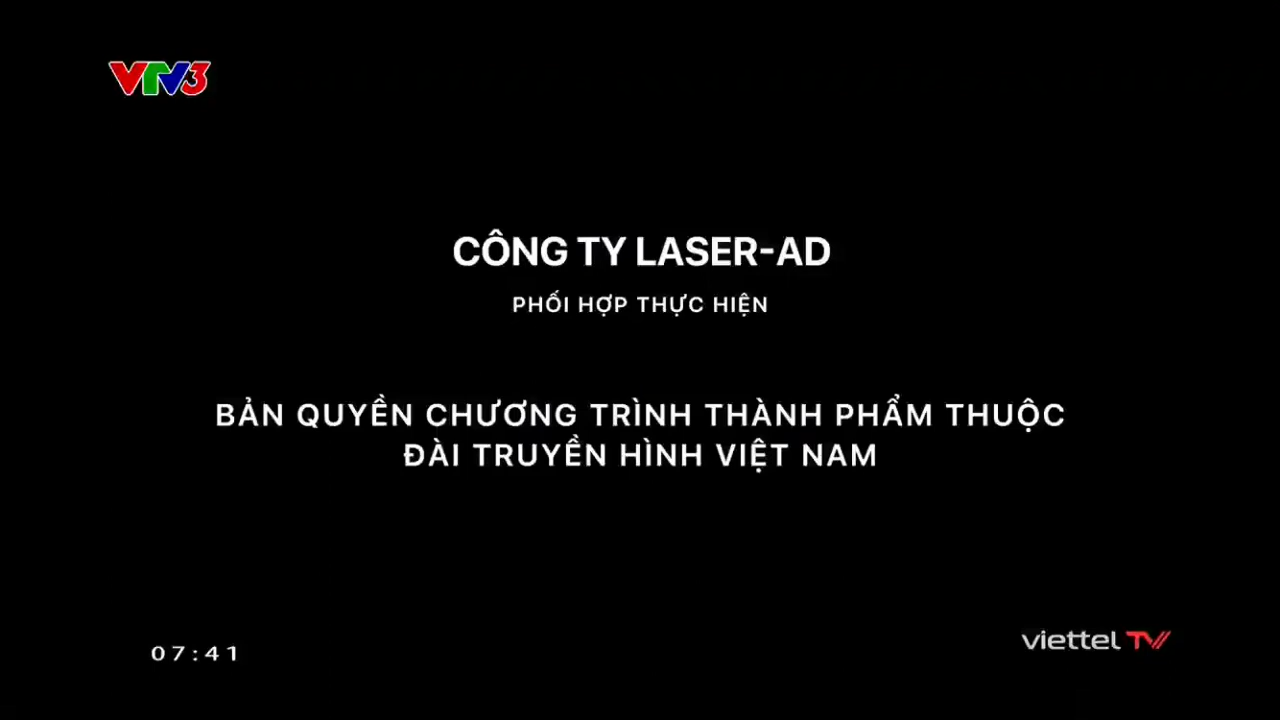 VTV3
CÔNG TY LASER-AD
PHỐI HỢP THỰC HIỆN
BẢN QUYỀN CHƯƠNG TRÌNH THÀNH PHẨM THUỘC
ĐÀI TRUYỀN HÌNH VIỆT NAM
07:41
viettel TV